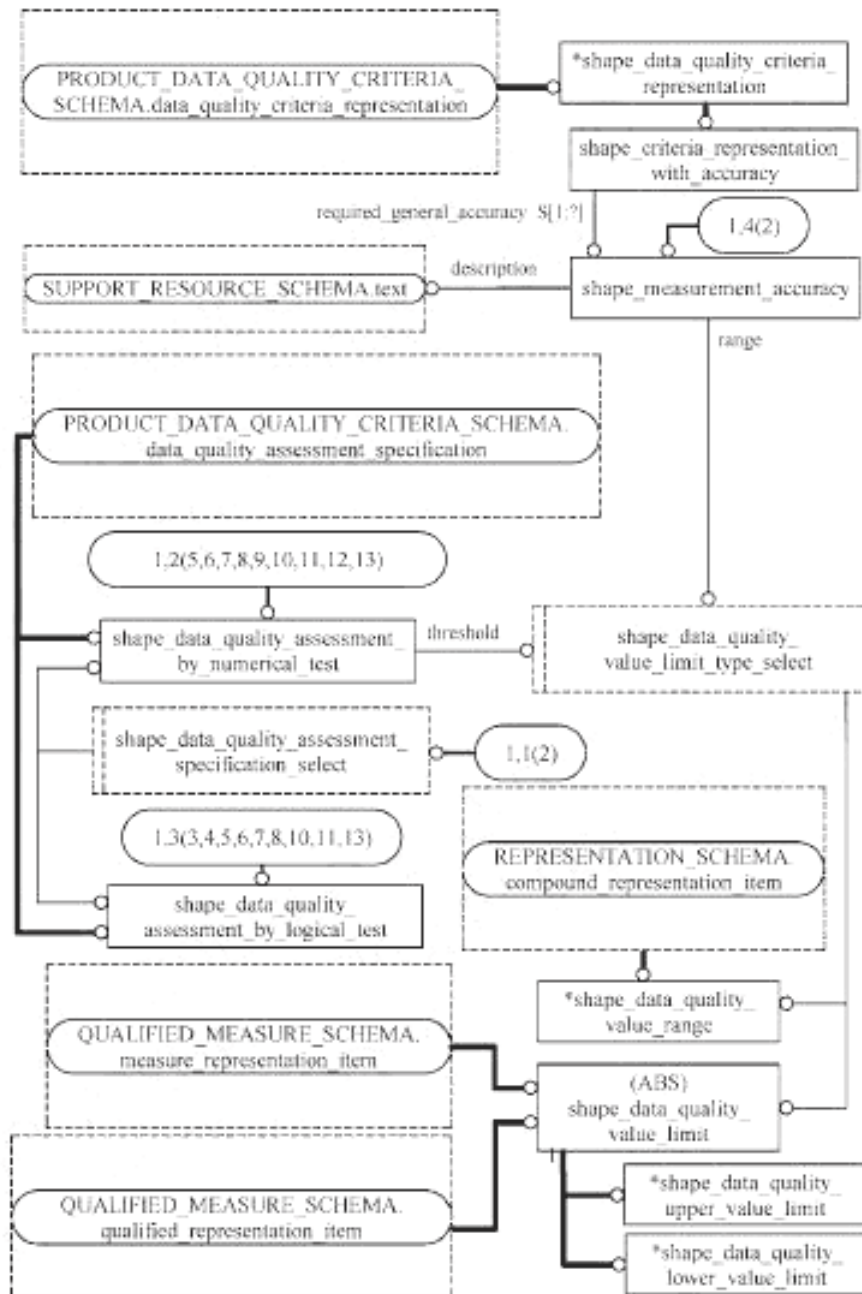 PRODUCT_DATA_QUALITY_CRITERIA_
SCHEMA.data_quality_criteria_representation
*shape_data_quality_criteria_
representation
shape_criteria_representation_
with_accuracy
required_general_accuracy S[1:?]
1,4(2)
description
SUPPORT_RESOURCE_SCHEMA.text
shape_measurement_accuracy
range
PRODUCT_DATA_QUALITY_CRITERIA_SCHEMA.
data_quality_assessment_specification
1,2(5,6,7,8,9,10,11,12,13)
shape_data_quality_assessment_
by_numerical_test
threshold
shape_data_quality_
value_limit_type_select
shape_data_quality_assessment_
specification_select
1,1(2)
1.3(3,4,5,6,7,8,10,11,13)
REPRESENTATION_SCHEMA.
compound_representation_item
shape_data_quality_
assessment_by_logical_test
*shape_data_quality_
value_range
QUALIFIED_MEASURE_SCHEMA.
measure_representation_item
(ABS)
shape_data_quality_
value_limit
1
QUALIFIED_MEASURE_SCHEMA.
qualified_representation_item
*shape_data_quality_
upper_value_limit
*shape_data_quality_
lower_value_limit